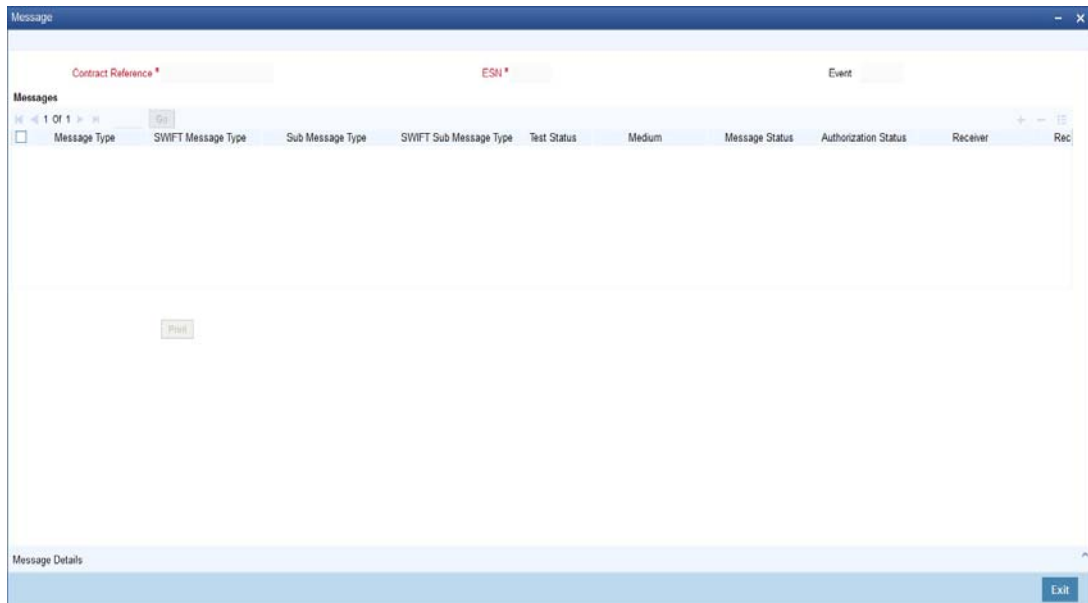 Message
Contract Reference * ESN * Event
Messages
1 Of 1 Go
Message Type SWIFT Message Type Sub Message Type SWIFT Sub Message Type Test Status Medium Message Status Authorization Status Receiver Rec
Print
Message Details
Exit